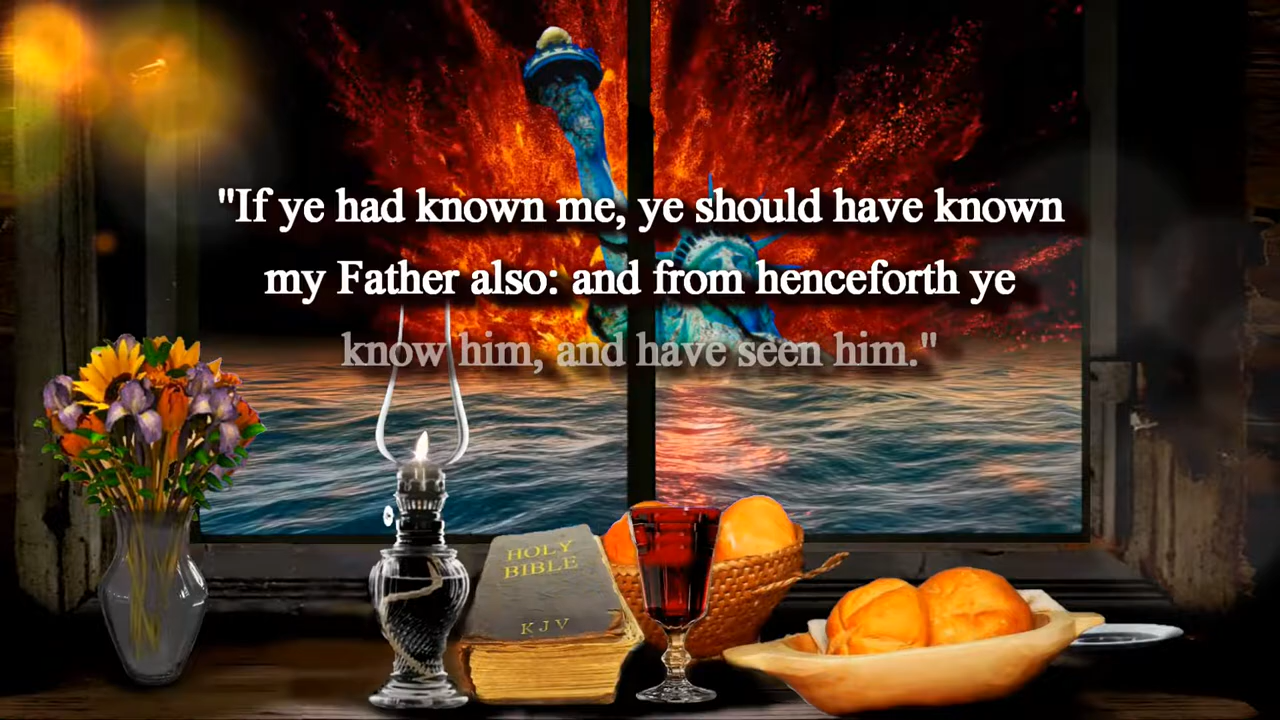 "If ye had known me, ye should have known
my Father also: and from henceforth ye
know him, and have seen him."
HOLY
BIBLE
KJV